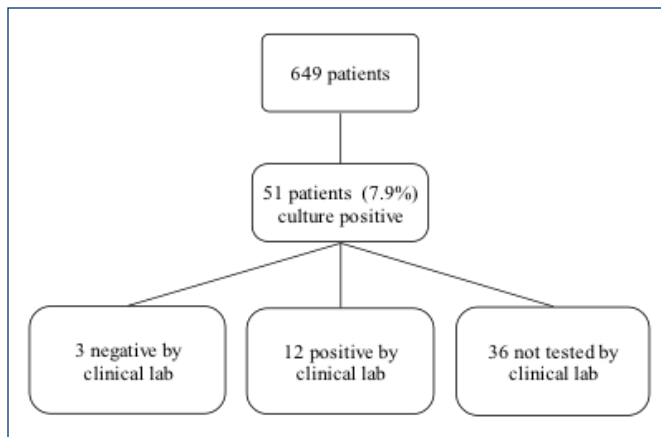 649 patients
51 patients (7.9%)
culture positive
3 negative by
clinical lab
12 positive by
clinical lab
36 not tested by
clinical lab